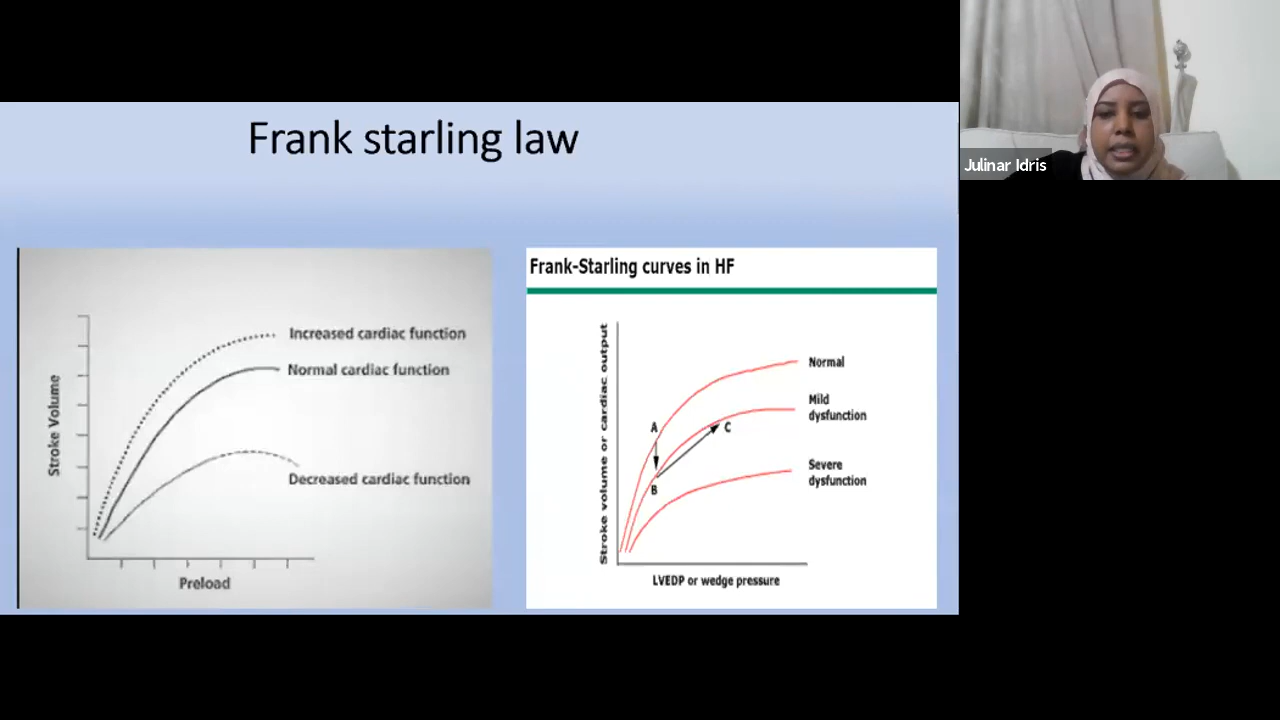 Frank starling law
Julinar Idris
Increased cardiac function
Normal cardiac function
Decreased cardiac function
Stroke Volume
Preload
Frank-Starling curves in HF
Stroke volume or cardiac output
Normal
Mild
dysfunction
A
C
B
Severe
dysfunction
LVEDP or wedge pressure